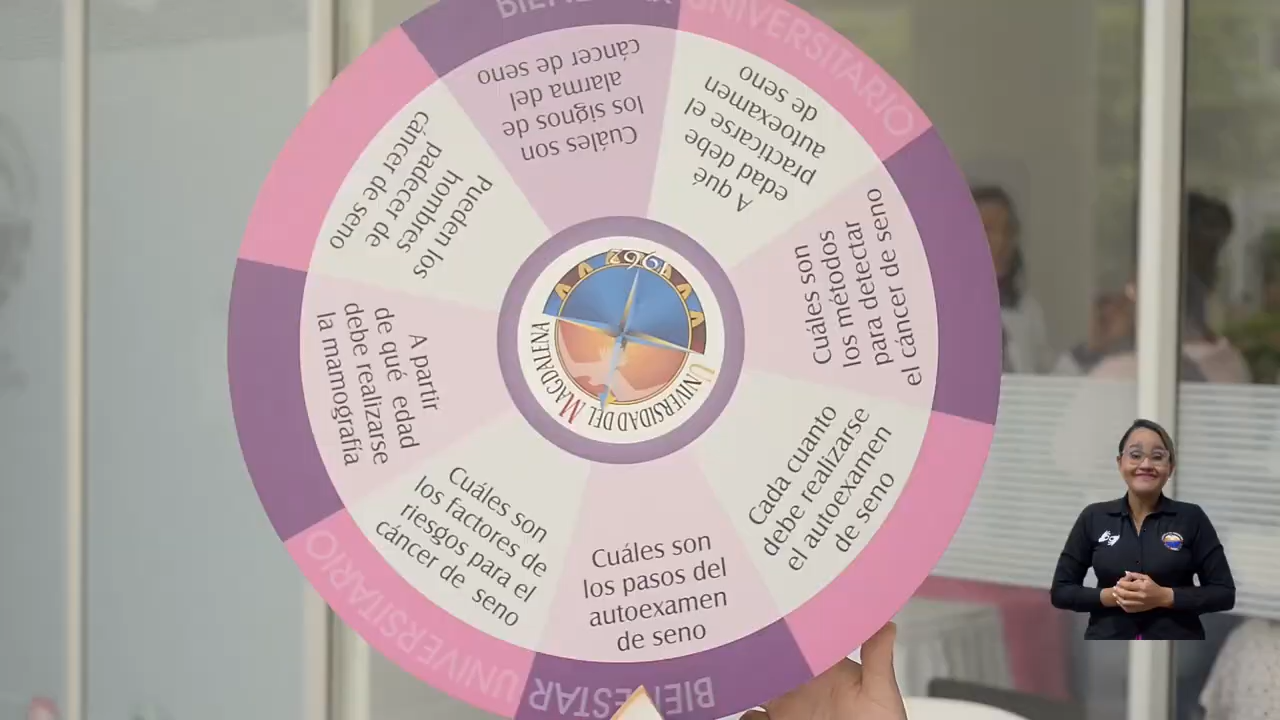 BIENESTAR
UNIVERSITARIO
Cuáles son
los signos de
alarma del
cáncer de seno
A qué
edad debe
practicarse el
autoexamen
de seno
Cuáles son
los métodos
para detectar
el cáncer de seno
Cada cuanto
debe realizarse
el autoexamen
de seno
Cuáles son
los pasos del
autoexamen
de seno
Cuáles son
los factores de
riesgos para el
cáncer de seno
A partir
de qué edad
debe realizarse
la mamografía
Pueden los
hombres
padecer de
cáncer de seno
UNIVERSIDAD DEL MAGDALENA
1962
BIENESTAR
UNIVERSITARIO